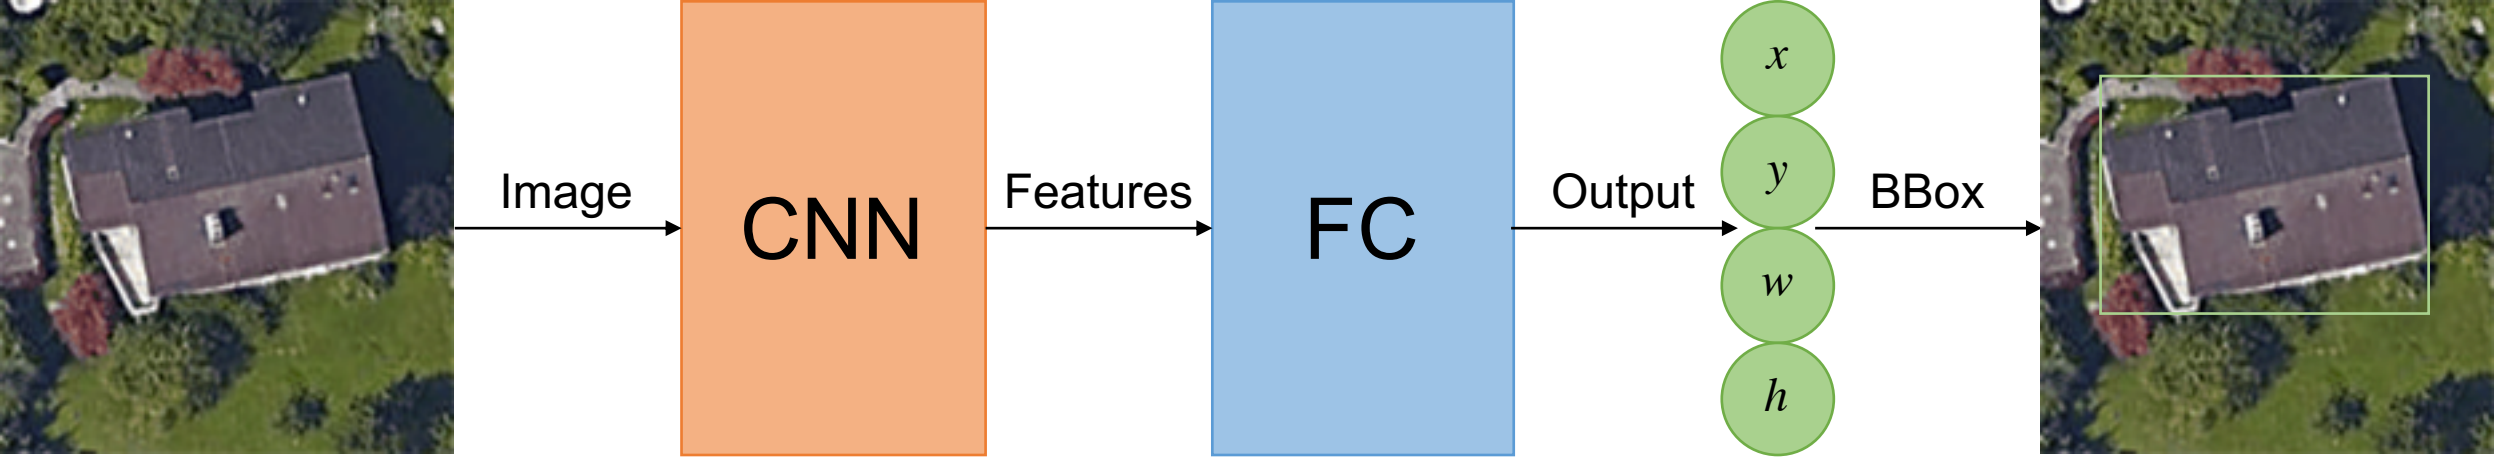 Image
CNN
Features
FC
Output
x
y
w
h
BBox